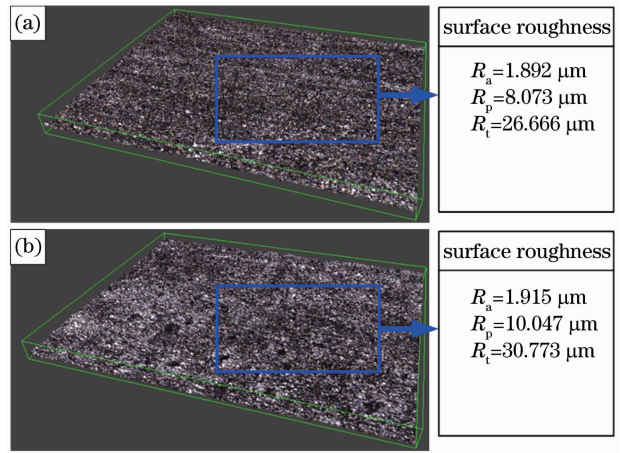 (a)
surface roughness
Ra=1.892 μm
Rp=8.073 μm
Rt=26.666 μm
(b)
surface roughness
Ra=1.915 μm
Rp=10.047 μm
Rt=30.773 μm